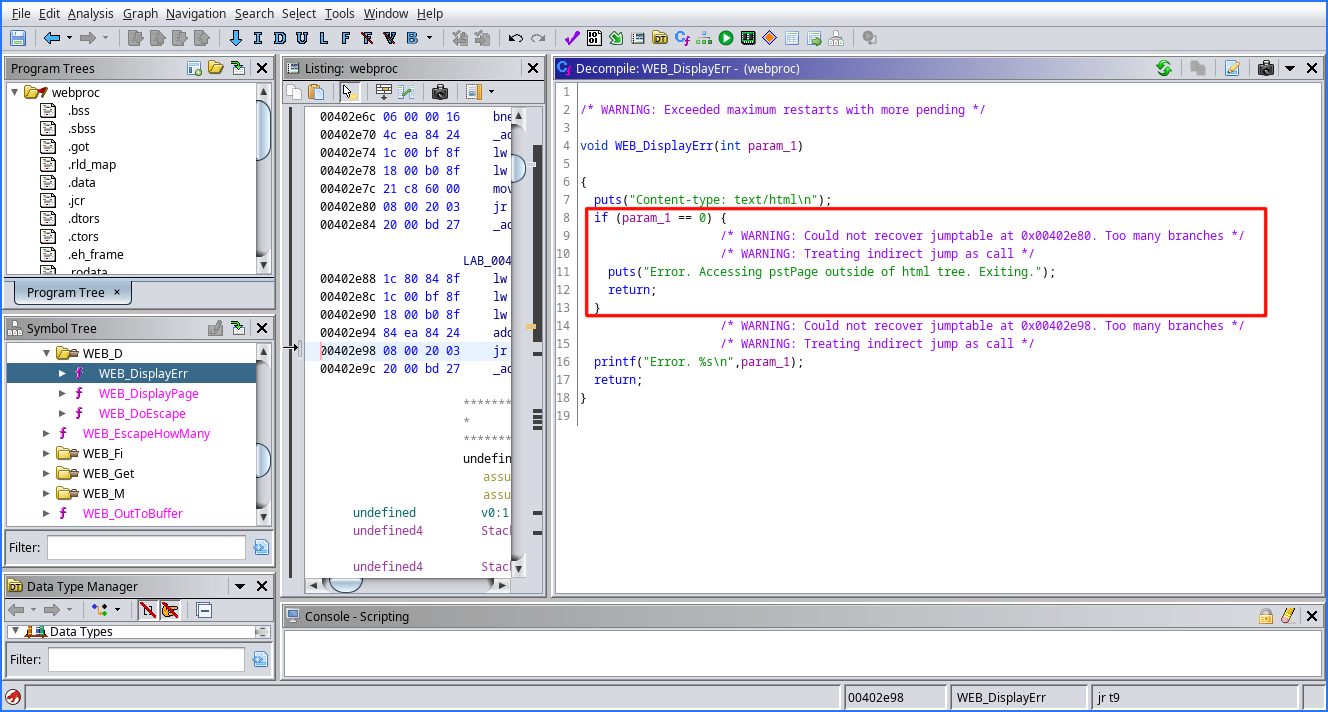 File Edit Analysis Graph Navigation Search Select Tools Window Help
I D U L F R V B
Program Trees
webproc
.bss
.sbss
.got
.rld_map
.data
.jcr
.dtors
.ctors
.eh_frame
.rodata
Program Tree ×
Symbol Tree
WEB_D
f WEB_DisplayErr
f WEB_DisplayPage
f WEB_DoEscape
f WEB_EscapeHowMany
WEB_Fi
WEB_Get
WEB_M
f WEB_OutToBuffer
Filter:
DT Data Type Manager
Data Types
Filter:
Listing: webproc
00402e6c 06 00 00 16 bne
00402e70 4c ea 84 24 _ad
00402e74 1c 00 bf 8f lw
00402e78 18 00 b0 8f lw
00402e7c 21 c8 60 00 mov
00402e80 08 00 20 03 jr
00402e84 20 00 bd 27 _ad
LAB_004
00402e88 1c 80 84 8f lw
00402e8c 1c 00 bf 8f lw
00402e90 18 00 b0 8f lw
00402e94 84 ea 84 24 add
00402e98 08 00 20 03 jr
00402e9c 20 00 bd 27 _ad
*******
*
*******
undefin
assu
assu
undefined v0:1
undefined4 Stac
undefined4 Stac
Decompile: WEB_DisplayErr - (webproc)
1
2 /* WARNING: Exceeded maximum restarts with more pending */
3
4 void WEB_DisplayErr(int param_1)
5
6 {
7 puts("Content-type: text/html\n");
8 if (param_1 == 0) {
9 /* WARNING: Could not recover jumptable at 0x00402e80. Too many branches */
10 /* WARNING: Treating indirect jump as call */
11 puts("Error. Accessing pstPage outside of html tree. Exiting.");
12 return;
13 }
14 /* WARNING: Could not recover jumptable at 0x00402e98. Too many branches */
15 /* WARNING: Treating indirect jump as call */
16 printf("Error. %s\n",param_1);
17 return;
18 }
19
Console - Scripting
00402e98 WEB_DisplayErr jr t9